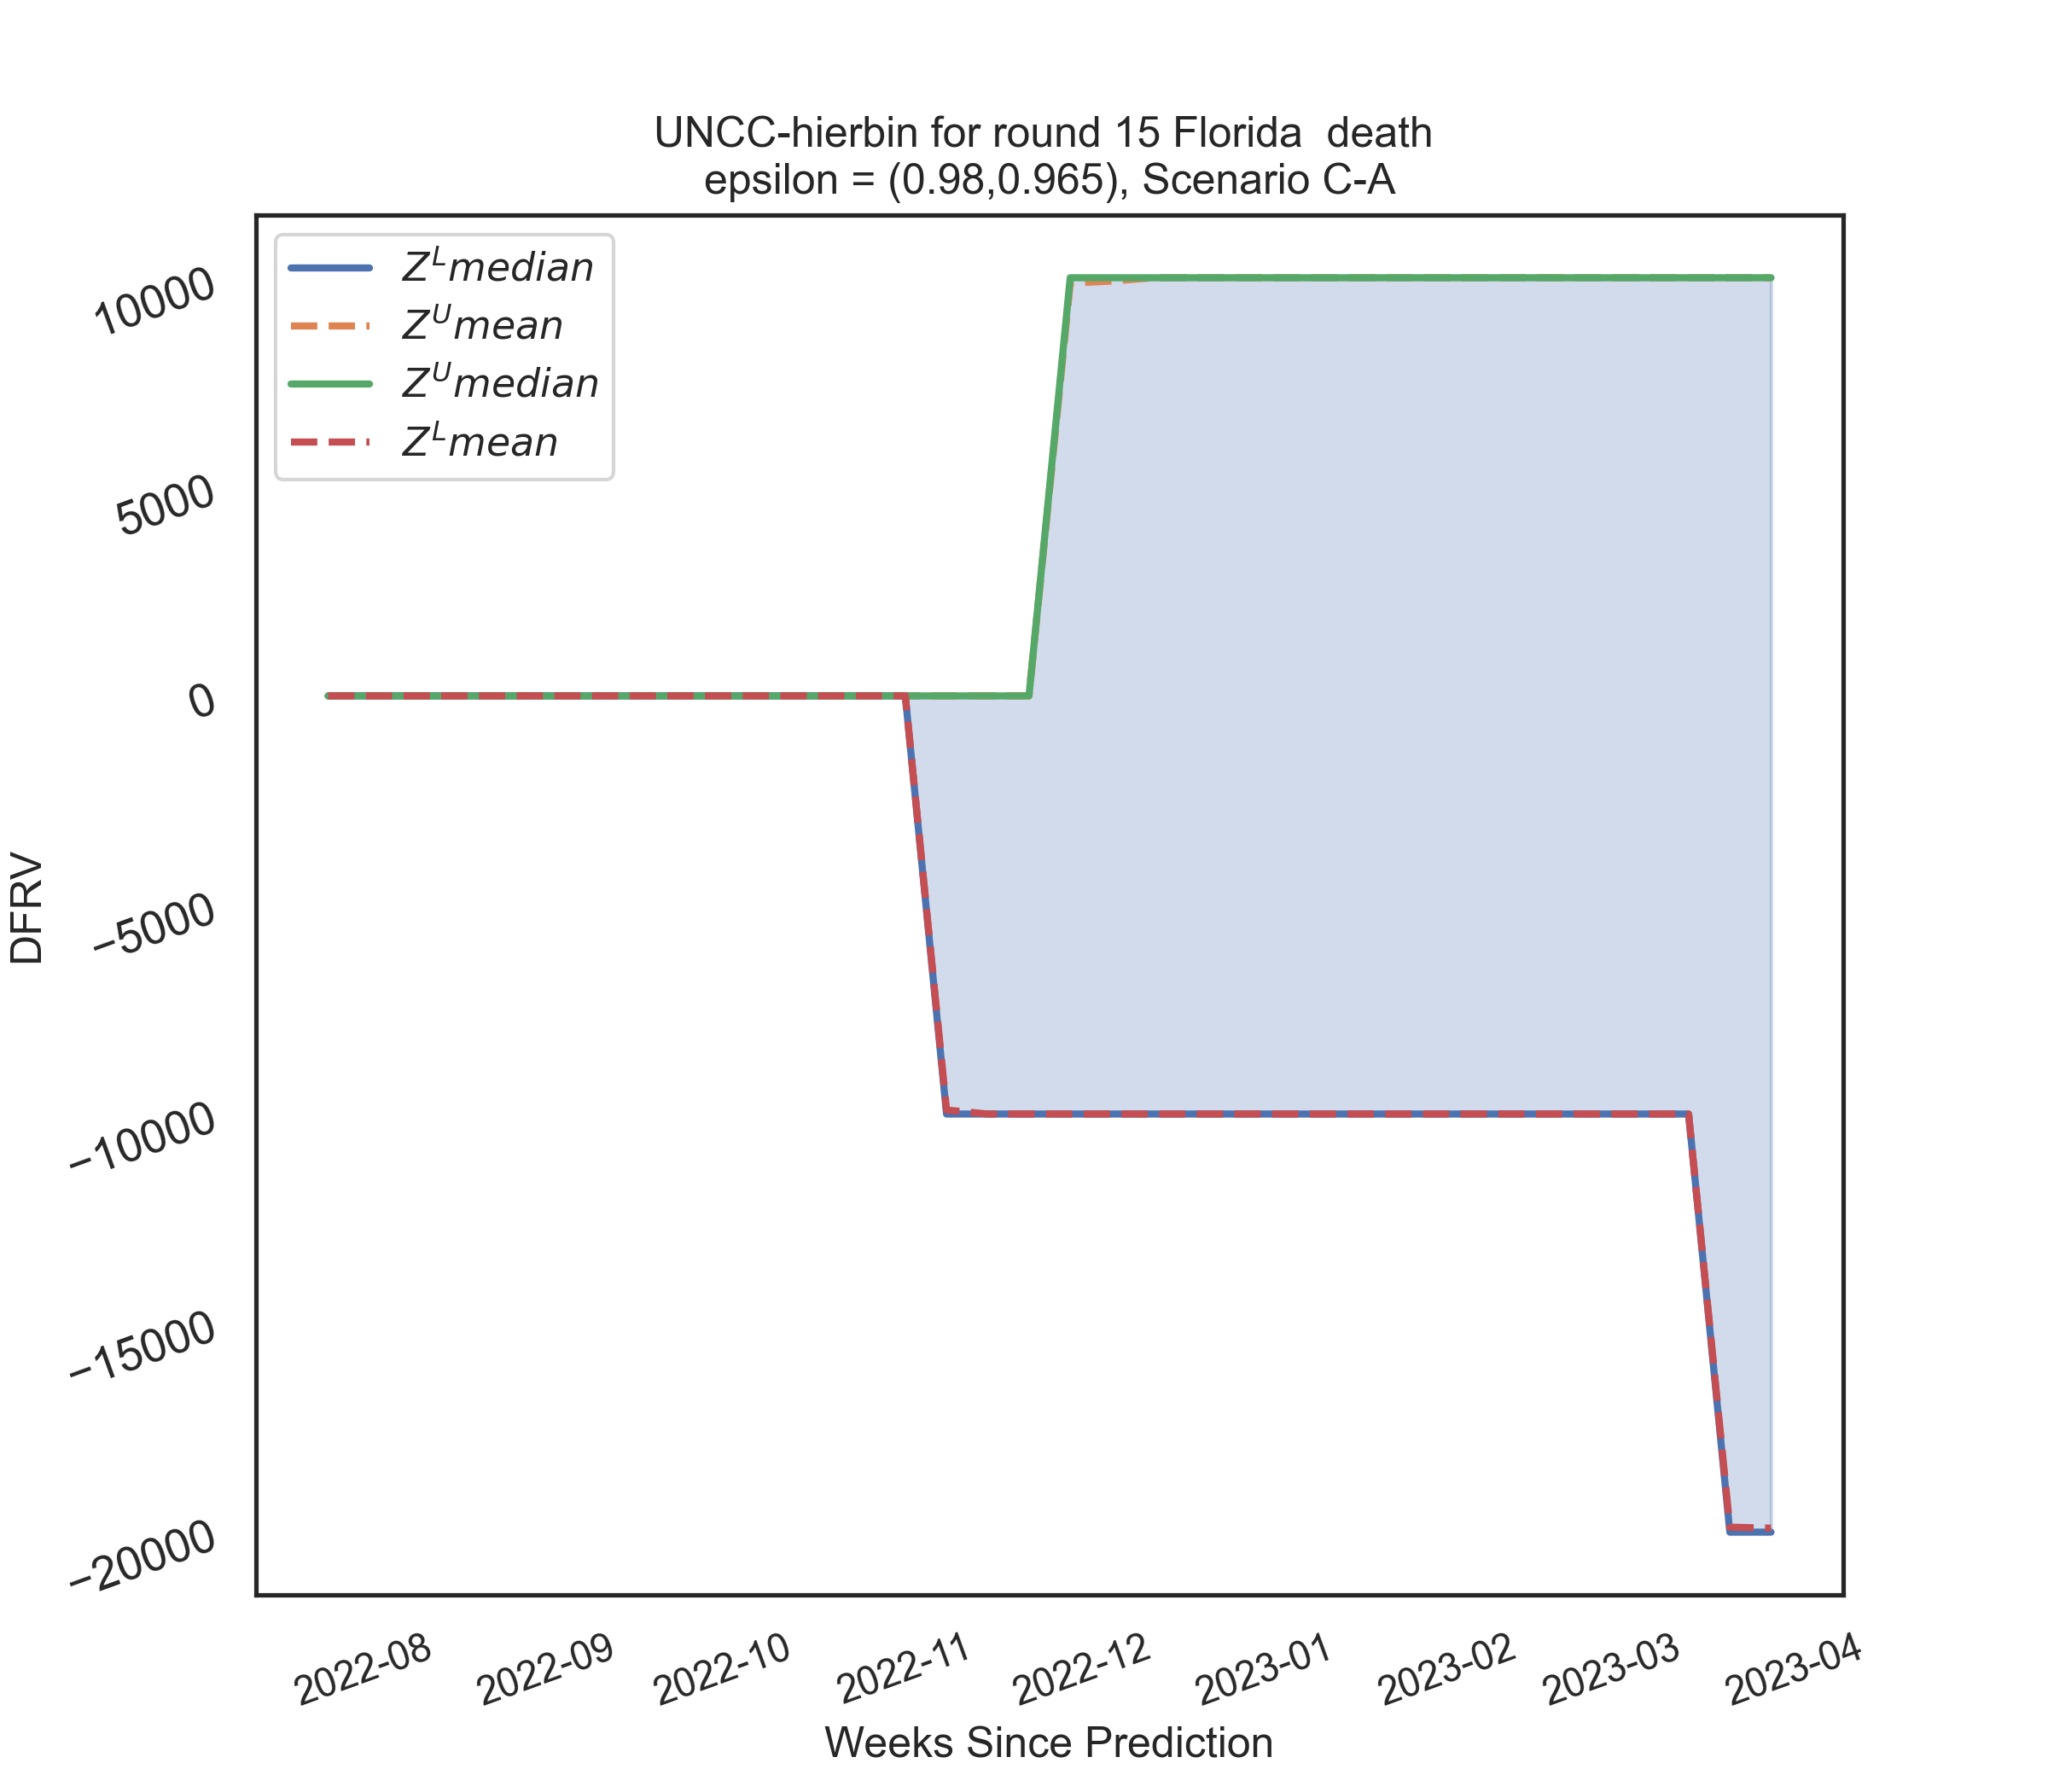 UNCC-hierbin for round 15 Florida  death
epsilon = (0.98,0.965), Scenario C-A
Z^L median
Z^U mean
Z^U median
Z^L mean
10000
5000
0
−5000
−10000
−15000
−20000
DFRV
2022-08
2022-09
2022-10
2022-11
2022-12
2023-01
2023-02
2023-03
2023-04
Weeks Since Prediction